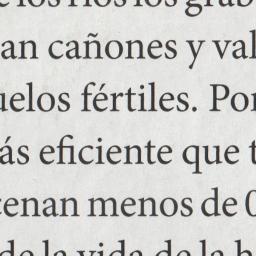 los ríos los
an cañones y val
uelos fértiles. Por
ás eficiente que t
cenan menos de 0
de la vida de la h